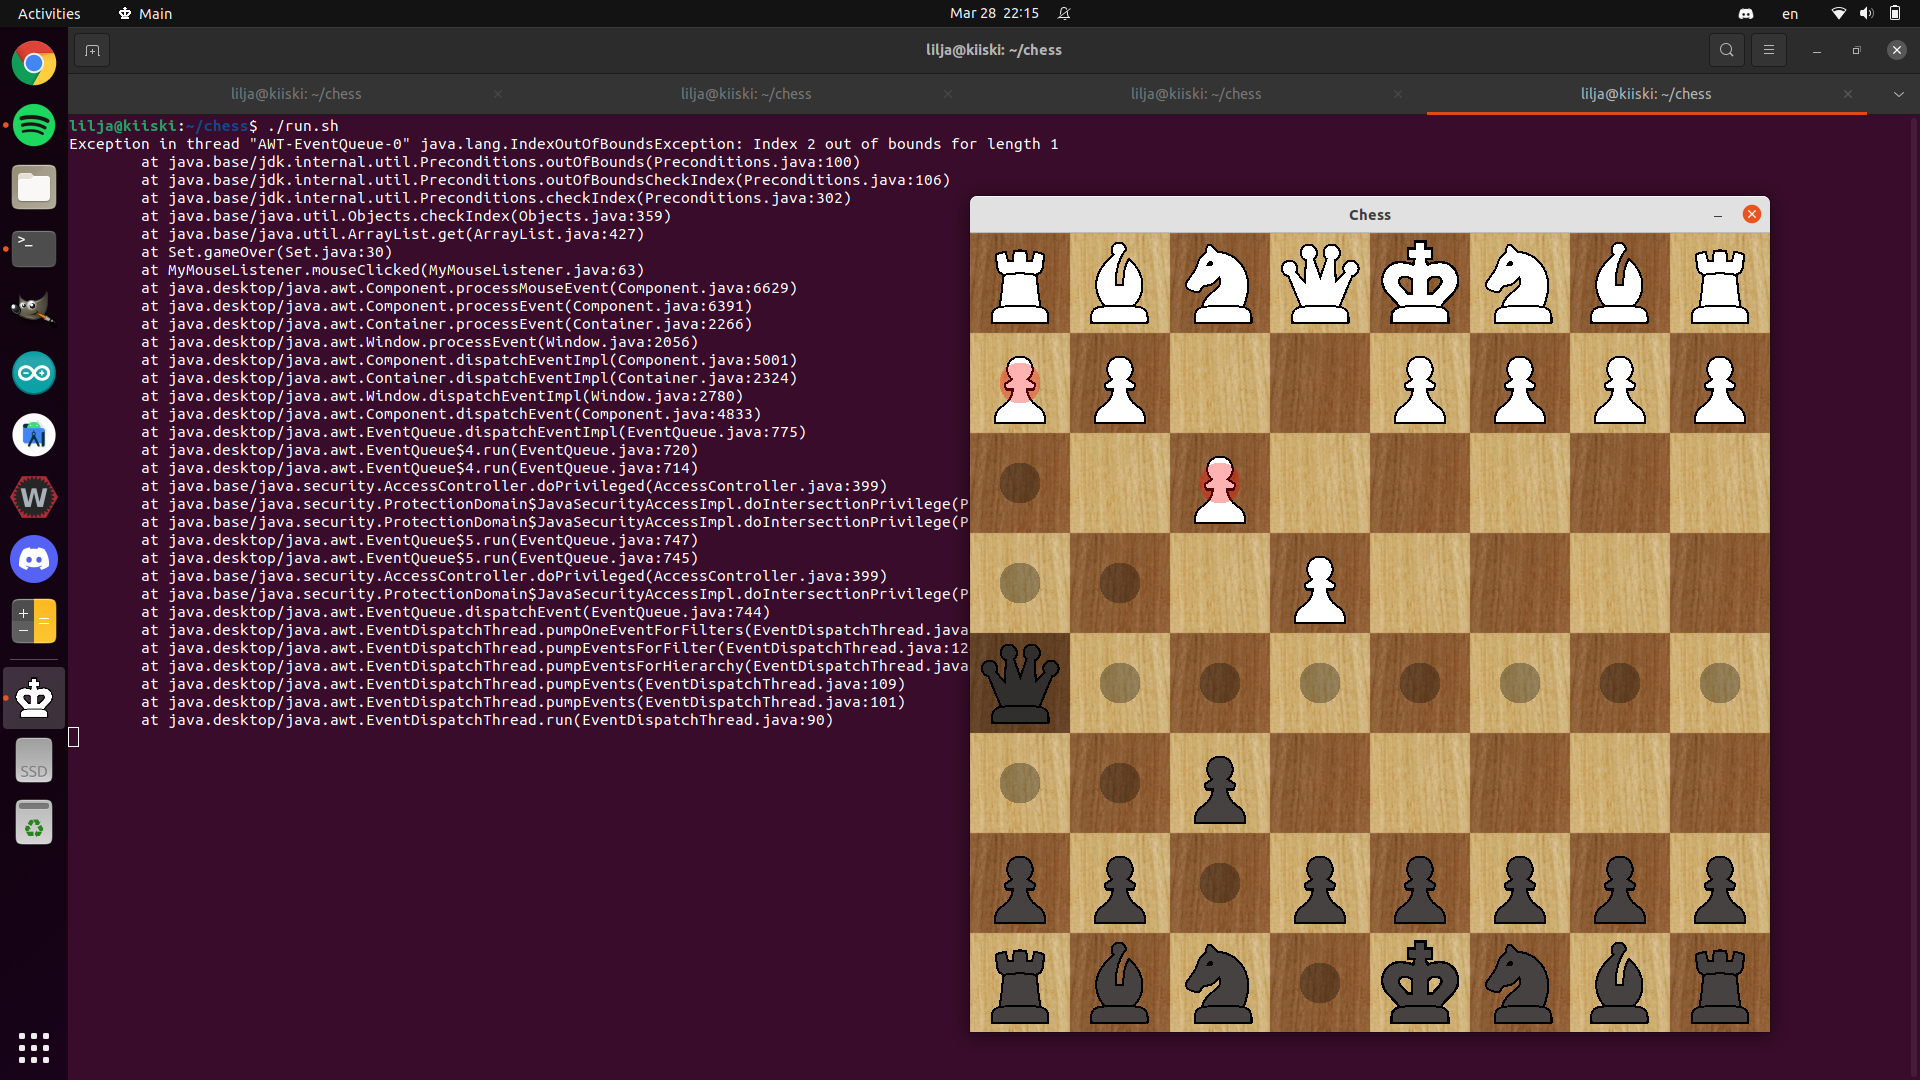 Activities
Main
Mar 28 22:15
en
lilja@kiiski: ~/chess
lilja@kiiski: ~/chess
lilja@kiiski: ~/chess
lilja@kiiski: ~/chess
lilja@kiiski: ~/chess
lilja@kiiski:~/chess$ ./run.sh
Exception in thread "AWT-EventQueue-0" java.lang.IndexOutOfBoundsException: Index 2 out of bounds for length 1
at java.base/jdk.internal.util.Preconditions.outOfBounds(Preconditions.java:100)
at java.base/jdk.internal.util.Preconditions.outOfBoundsCheckIndex(Preconditions.java:106)
at java.base/jdk.internal.util.Preconditions.checkIndex(Preconditions.java:302)
at java.base/java.util.Objects.checkIndex(Objects.java:359)
at java.base/java.util.ArrayList.get(ArrayList.java:427)
at Set.gameOver(Set.java:30)
at MyMouseListener.mouseClicked(MyMouseListener.java:63)
at java.desktop/java.awt.Component.processMouseEvent(Component.java:6629)
at java.desktop/java.awt.Component.processEvent(Component.java:6391)
at java.desktop/java.awt.Container.processEvent(Container.java:2266)
at java.desktop/java.awt.Window.processEvent(Window.java:2056)
at java.desktop/java.awt.Component.dispatchEventImpl(Component.java:5001)
at java.desktop/java.awt.Container.dispatchEventImpl(Container.java:2324)
at java.desktop/java.awt.Window.dispatchEventImpl(Window.java:2780)
at java.desktop/java.awt.Component.dispatchEvent(Component.java:4833)
at java.desktop/java.awt.EventQueue.dispatchEventImpl(EventQueue.java:775)
at java.desktop/java.awt.EventQueue$4.run(EventQueue.java:720)
at java.desktop/java.awt.EventQueue$4.run(EventQueue.java:714)
at java.base/java.security.AccessController.doPrivileged(AccessController.java:399)
at java.base/java.security.ProtectionDomain$JavaSecurityAccessImpl.doIntersectionPrivilege(P
at java.base/java.security.ProtectionDomain$JavaSecurityAccessImpl.doIntersectionPrivilege(P
at java.desktop/java.awt.EventQueue$5.run(EventQueue.java:747)
at java.desktop/java.awt.EventQueue$5.run(EventQueue.java:745)
at java.base/java.security.AccessController.doPrivileged(AccessController.java:399)
at java.base/java.security.ProtectionDomain$JavaSecurityAccessImpl.doIntersectionPrivilege(P
at java.desktop/java.awt.EventQueue.dispatchEvent(EventQueue.java:744)
at java.desktop/java.awt.EventDispatchThread.pumpOneEventForFilters(EventDispatchThread.java
at java.desktop/java.awt.EventDispatchThread.pumpEventsForFilter(EventDispatchThread.java:12
at java.desktop/java.awt.EventDispatchThread.pumpEventsForHierarchy(EventDispatchThread.java
at java.desktop/java.awt.EventDispatchThread.pumpEvents(EventDispatchThread.java:109)
at java.desktop/java.awt.EventDispatchThread.pumpEvents(EventDispatchThread.java:101)
at java.desktop/java.awt.EventDispatchThread.run(EventDispatchThread.java:90)
Chess
W
SSD